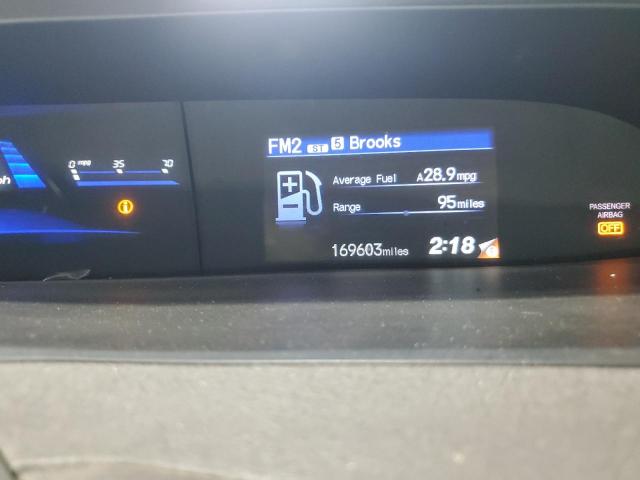 FM2 ST 5 Brooks
0 mpg 35 70
Average Fuel A28.9mpg
Range 95miles
PASSENGER
AIRBAG
OFF
169603miles 2:18